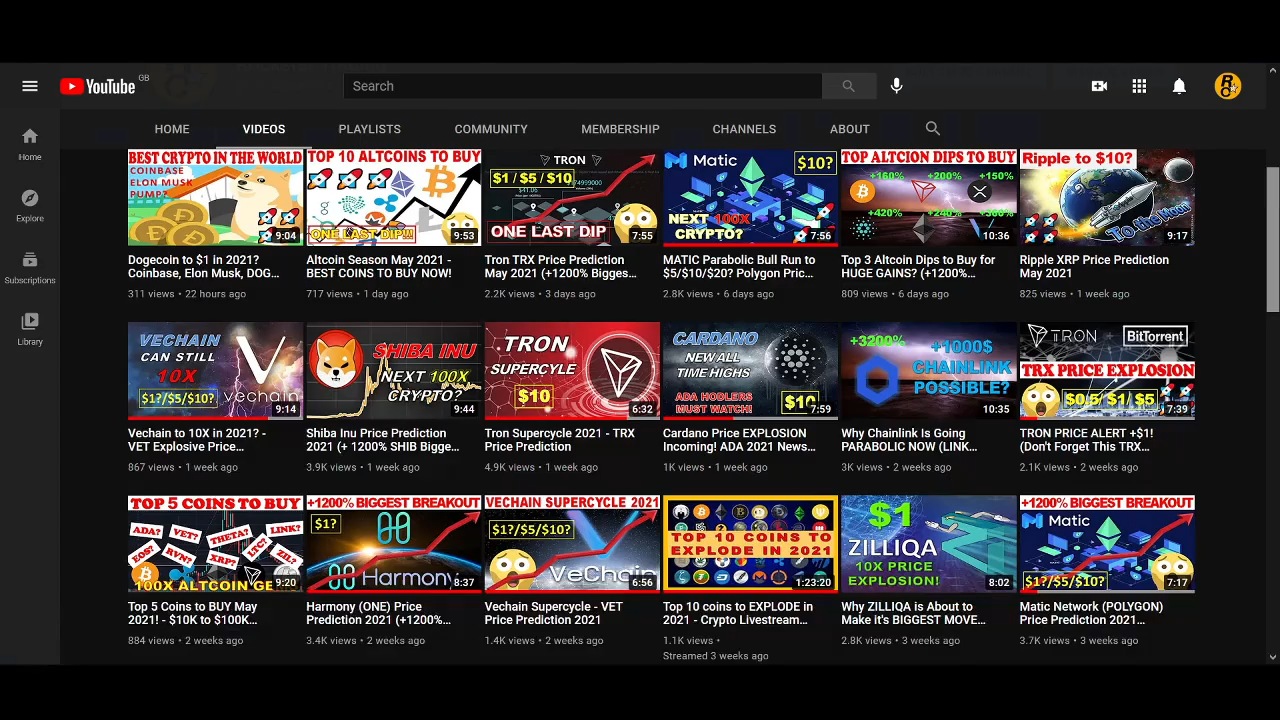 YouTube GB
Search
HOME VIDEOS PLAYLISTS COMMUNITY MEMBERSHIP CHANNELS ABOUT
Home
Explore
Subscriptions
Library
BEST CRYPTO IN THE WORLD
COINBASE
ELON MUSK
PUMP?
9:04
Dogecoin to $1 in 2021?
Coinbase, Elon Musk, DOG...
311 views • 22 hours ago
TOP 10 ALTCOINS TO BUY
ONE LAST DIP!!!
9:53
Altcoin Season May 2021 -
BEST COINS TO BUY NOW!
717 views • 1 day ago
TRON
$1 / $5 / $10
ONE LAST DIP
7:55
Tron TRX Price Prediction
May 2021 (+1200% Bigges...
2.2K views • 3 days ago
Matic
$10?
NEXT 100X
CRYPTO?
7:56
MATIC Parabolic Bull Run to
$5/$10/$20? Polygon Pric...
2.8K views • 6 days ago
TOP ALTCION DIPS TO BUY
+160% +200% +150%
+420% +240% +360%
10:36
Top 3 Altcoin Dips to Buy for
HUGE GAINS? (+1200%...
809 views • 6 days ago
Ripple to $10?
To the
9:17
Ripple XRP Price Prediction
May 2021
825 views • 1 week ago
VECHAIN
CAN STILL
10X
$1?/$5/$10?
vechain
9:14
Vechain to 10X in 2021? -
VET Explosive Price...
867 views • 1 week ago
SHIBA INU
NEXT 100X
CRYPTO?
9:44
Shiba Inu Price Prediction
2021 (+ 1200% SHIB Bigge...
3.9K views • 1 week ago
TRON
SUPERCYLE
$10
6:32
Tron Supercycle 2021 - TRX
Price Prediction
4.9K views • 1 week ago
CARDANO
NEW ALL
TIME HIGHS
ADA HODLERS
MUST WATCH!
$10
7:59
Cardano Price EXPLOSION
Incoming! ADA 2021 News...
1K views • 2 weeks ago
+3200%
+1000$
CHAINLINK
POSSIBLE?
10:35
Why Chainlink Is Going
PARABOLIC NOW (LINK...
3K views • 2 weeks ago
TRON BitTorrent
TRX PRICE EXPLOSION
$0.5/ $1/ $5
7:39
TRON PRICE ALERT +$1!
(Don't Forget This TRX...
2.1K views • 2 weeks ago
TOP 5 COINS TO BUY
ADA? VET? THETA? LINK?
EOS? RVN? XRP? LTC?
100X ALTCOIN GE
9:20
Top 5 Coins to BUY May
2021! - $10K to $100K...
884 views • 2 weeks ago
+1200% BIGGEST BREAKOUT
$1?
Harmony
8:37
Harmony (ONE) Price
Prediction 2021 (+1200%...
3.4K views • 2 weeks ago
VECHAIN SUPERCYCLE 2021
$1?/$5/$10?
VeChain
6:56
Vechain Supercycle - VET
Price Prediction 2021
1.4K views • 2 weeks ago
TOP 10 COINS TO
EXPLODE IN 2021
1:23:20
Top 10 coins to EXPLODE in
2021 - Crypto Livestream...
1.1K views •
Streamed 3 weeks ago
$1
ZILLIQA
10X PRICE
EXPLOSION!
8:02
Why ZILLIQA is About to
Make it's BIGGEST MOVE...
2.8K views • 3 weeks ago
+1200% BIGGEST BREAKOUT
Matic
$1?/$5/$10?
7:17
Matic Network (POLYGON)
Price Prediction 2021...
3.7K views • 3 weeks ago